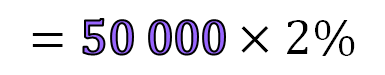 = 50 000 × 2%